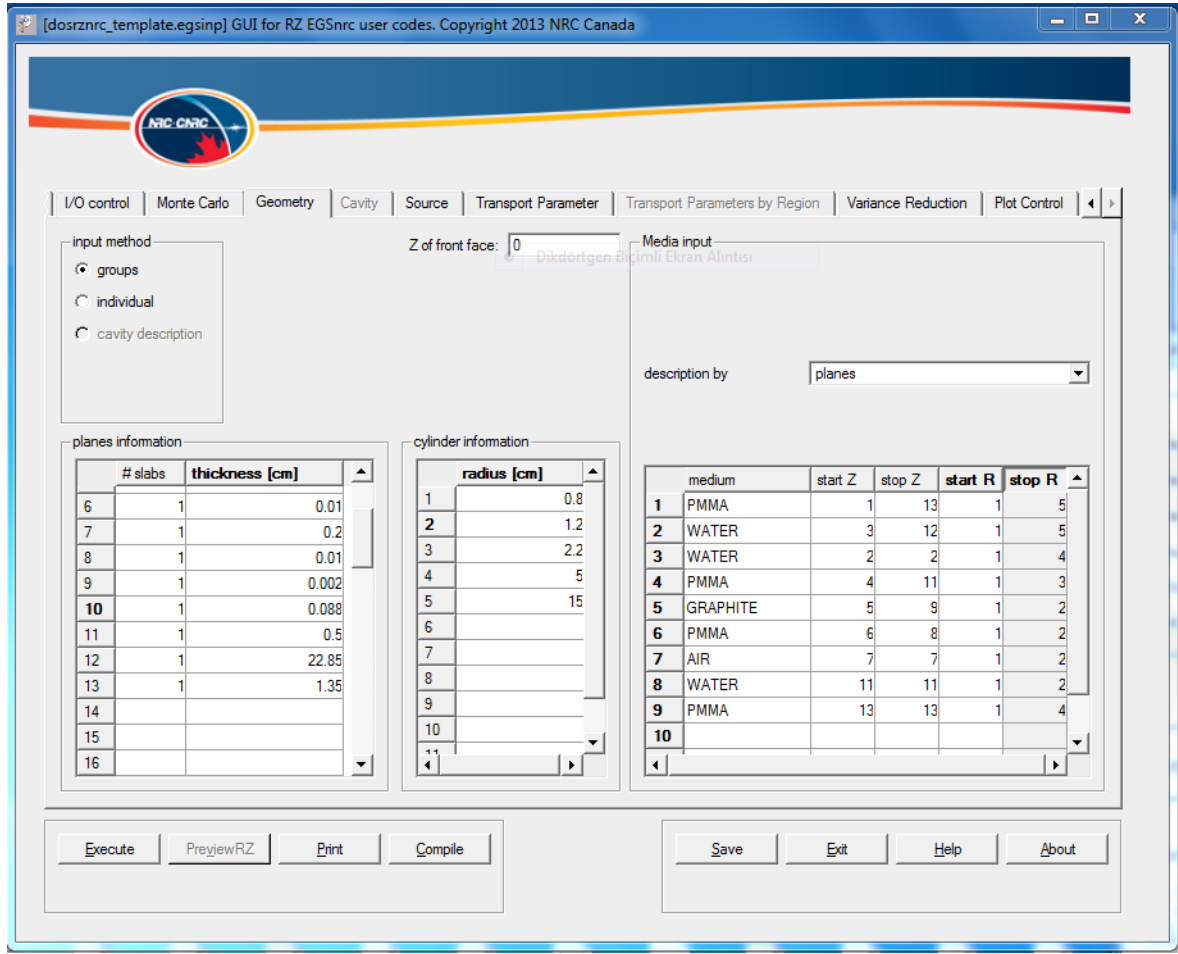 [dosrznrc_template.egsinp] GUI for RZ EGSnrc user codes. Copyright 2013 NRC Canada
NRC·CNRC
I/O control Monte Carlo Geometry Cavity Source Transport Parameter Transport Parameters by Region Variance Reduction Plot Control
input method
groups
individual
cavity description
Z of front face: 0
Dikdörtgen Biçimli Ekran Alıntısı
Media input
description by planes
planes information
# slabs thickness [cm]
6 1 0.01
7 1 0.2
8 1 0.01
9 1 0.002
10 1 0.088
11 1 0.5
12 1 22.85
13 1 1.35
14
15
16
cylinder information
radius [cm]
1 0.8
2 1.2
3 2.2
4 5
5 15
6
7
8
9
10
11
medium start Z stop Z start R stop R
1 PMMA 1 13 1 5
2 WATER 3 12 1 5
3 WATER 2 2 1 4
4 PMMA 4 11 1 3
5 GRAPHITE 5 9 1 2
6 PMMA 6 8 1 2
7 AIR 7 7 1 2
8 WATER 11 11 1 2
9 PMMA 13 13 1 4
10
Execute PreviewRZ Print Compile
Save Exit Help About